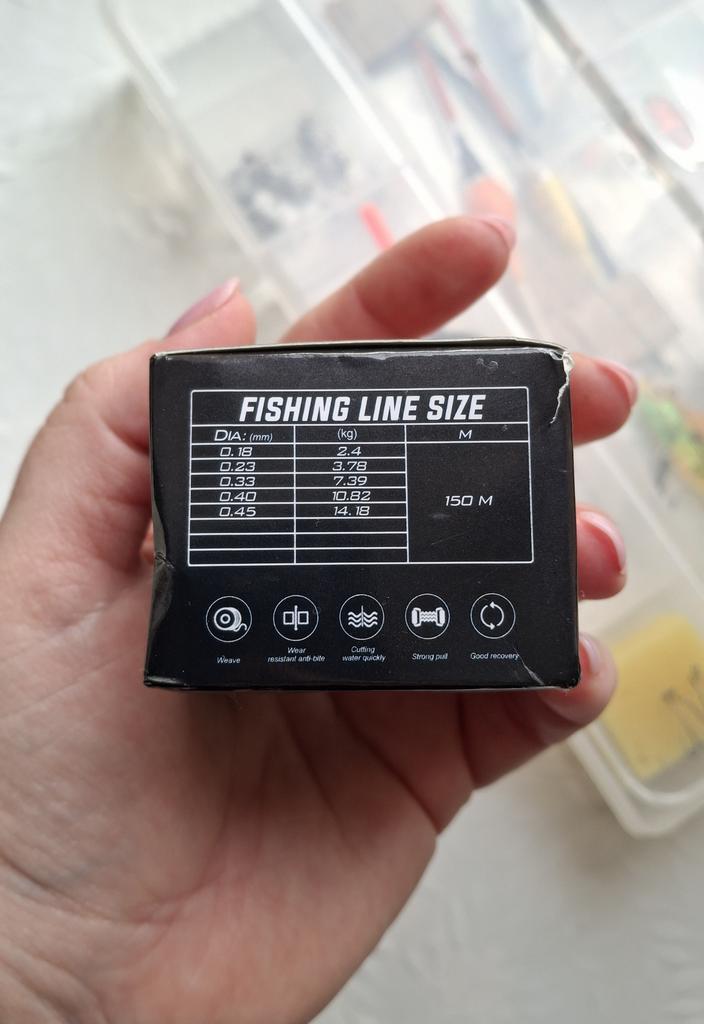 FISHING LINE SIZE
DIA: (mm) (kg) M
0.18 2.4
0.23 3.78
0.33 7.39
0.40 10.82
0.45 14.18
150 M
Weave
Wear
resistant anti-bite
Cutting
water quickly
Strong pull
Good recovery